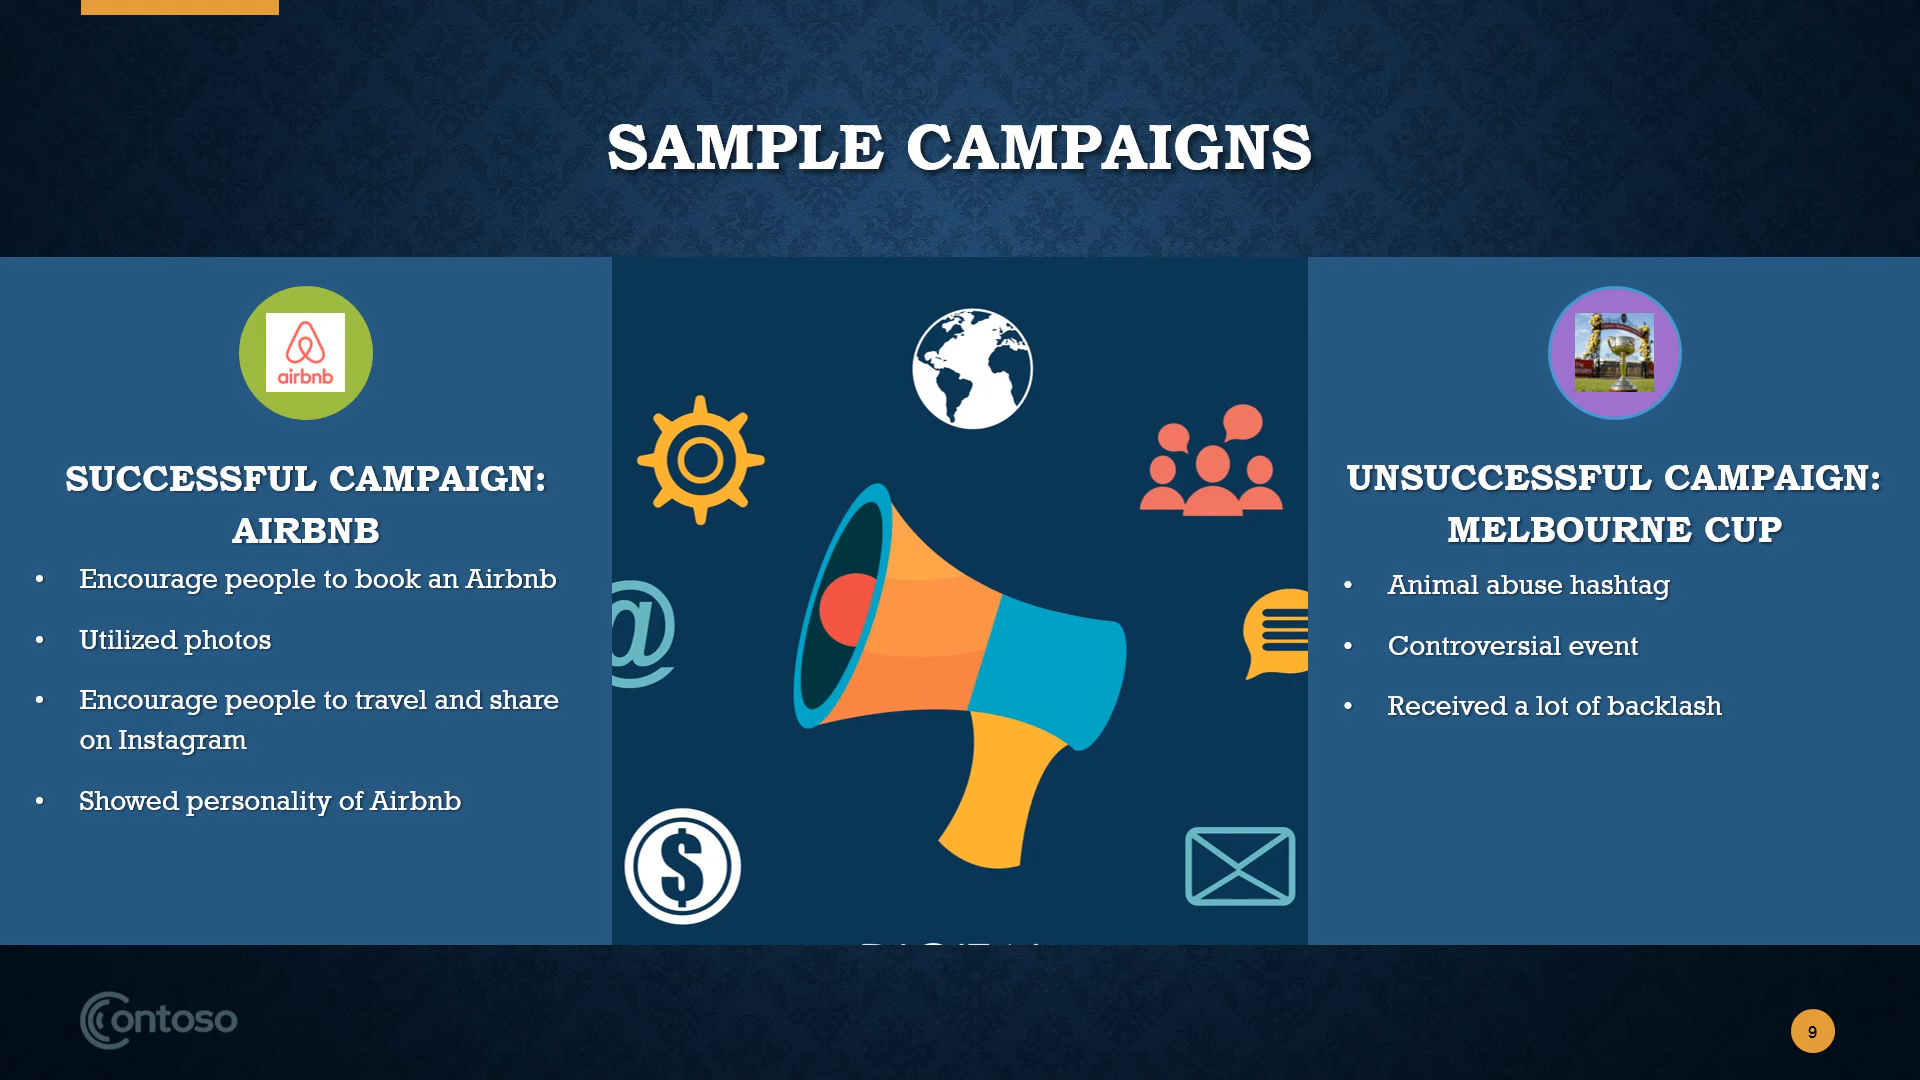 SAMPLE CAMPAIGNS
airbnb
SUCCESSFUL CAMPAIGN:
AIRBNB
• Encourage people to book an Airbnb
• Utilized photos
• Encourage people to travel and share
on Instagram
• Showed personality of Airbnb
@
$
UNSUCCESSFUL CAMPAIGN:
MELBOURNE CUP
• Animal abuse hashtag
• Controversial event
• Received a lot of backlash
Contoso
9